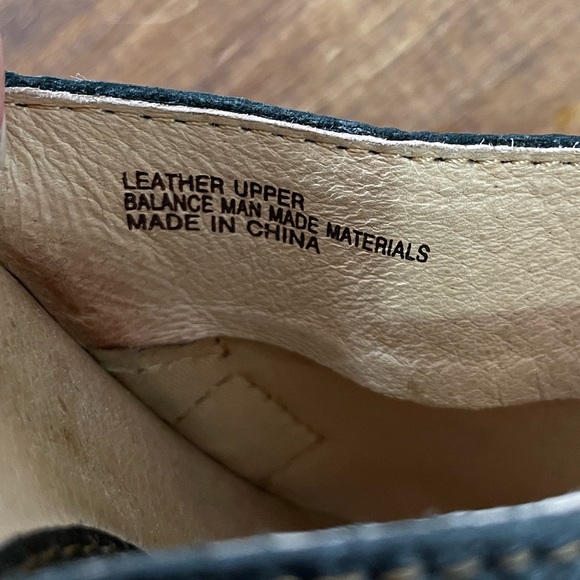 LEATHER UPPER
BALANCE MAN MADE MATERIALS
MADE IN CHINA